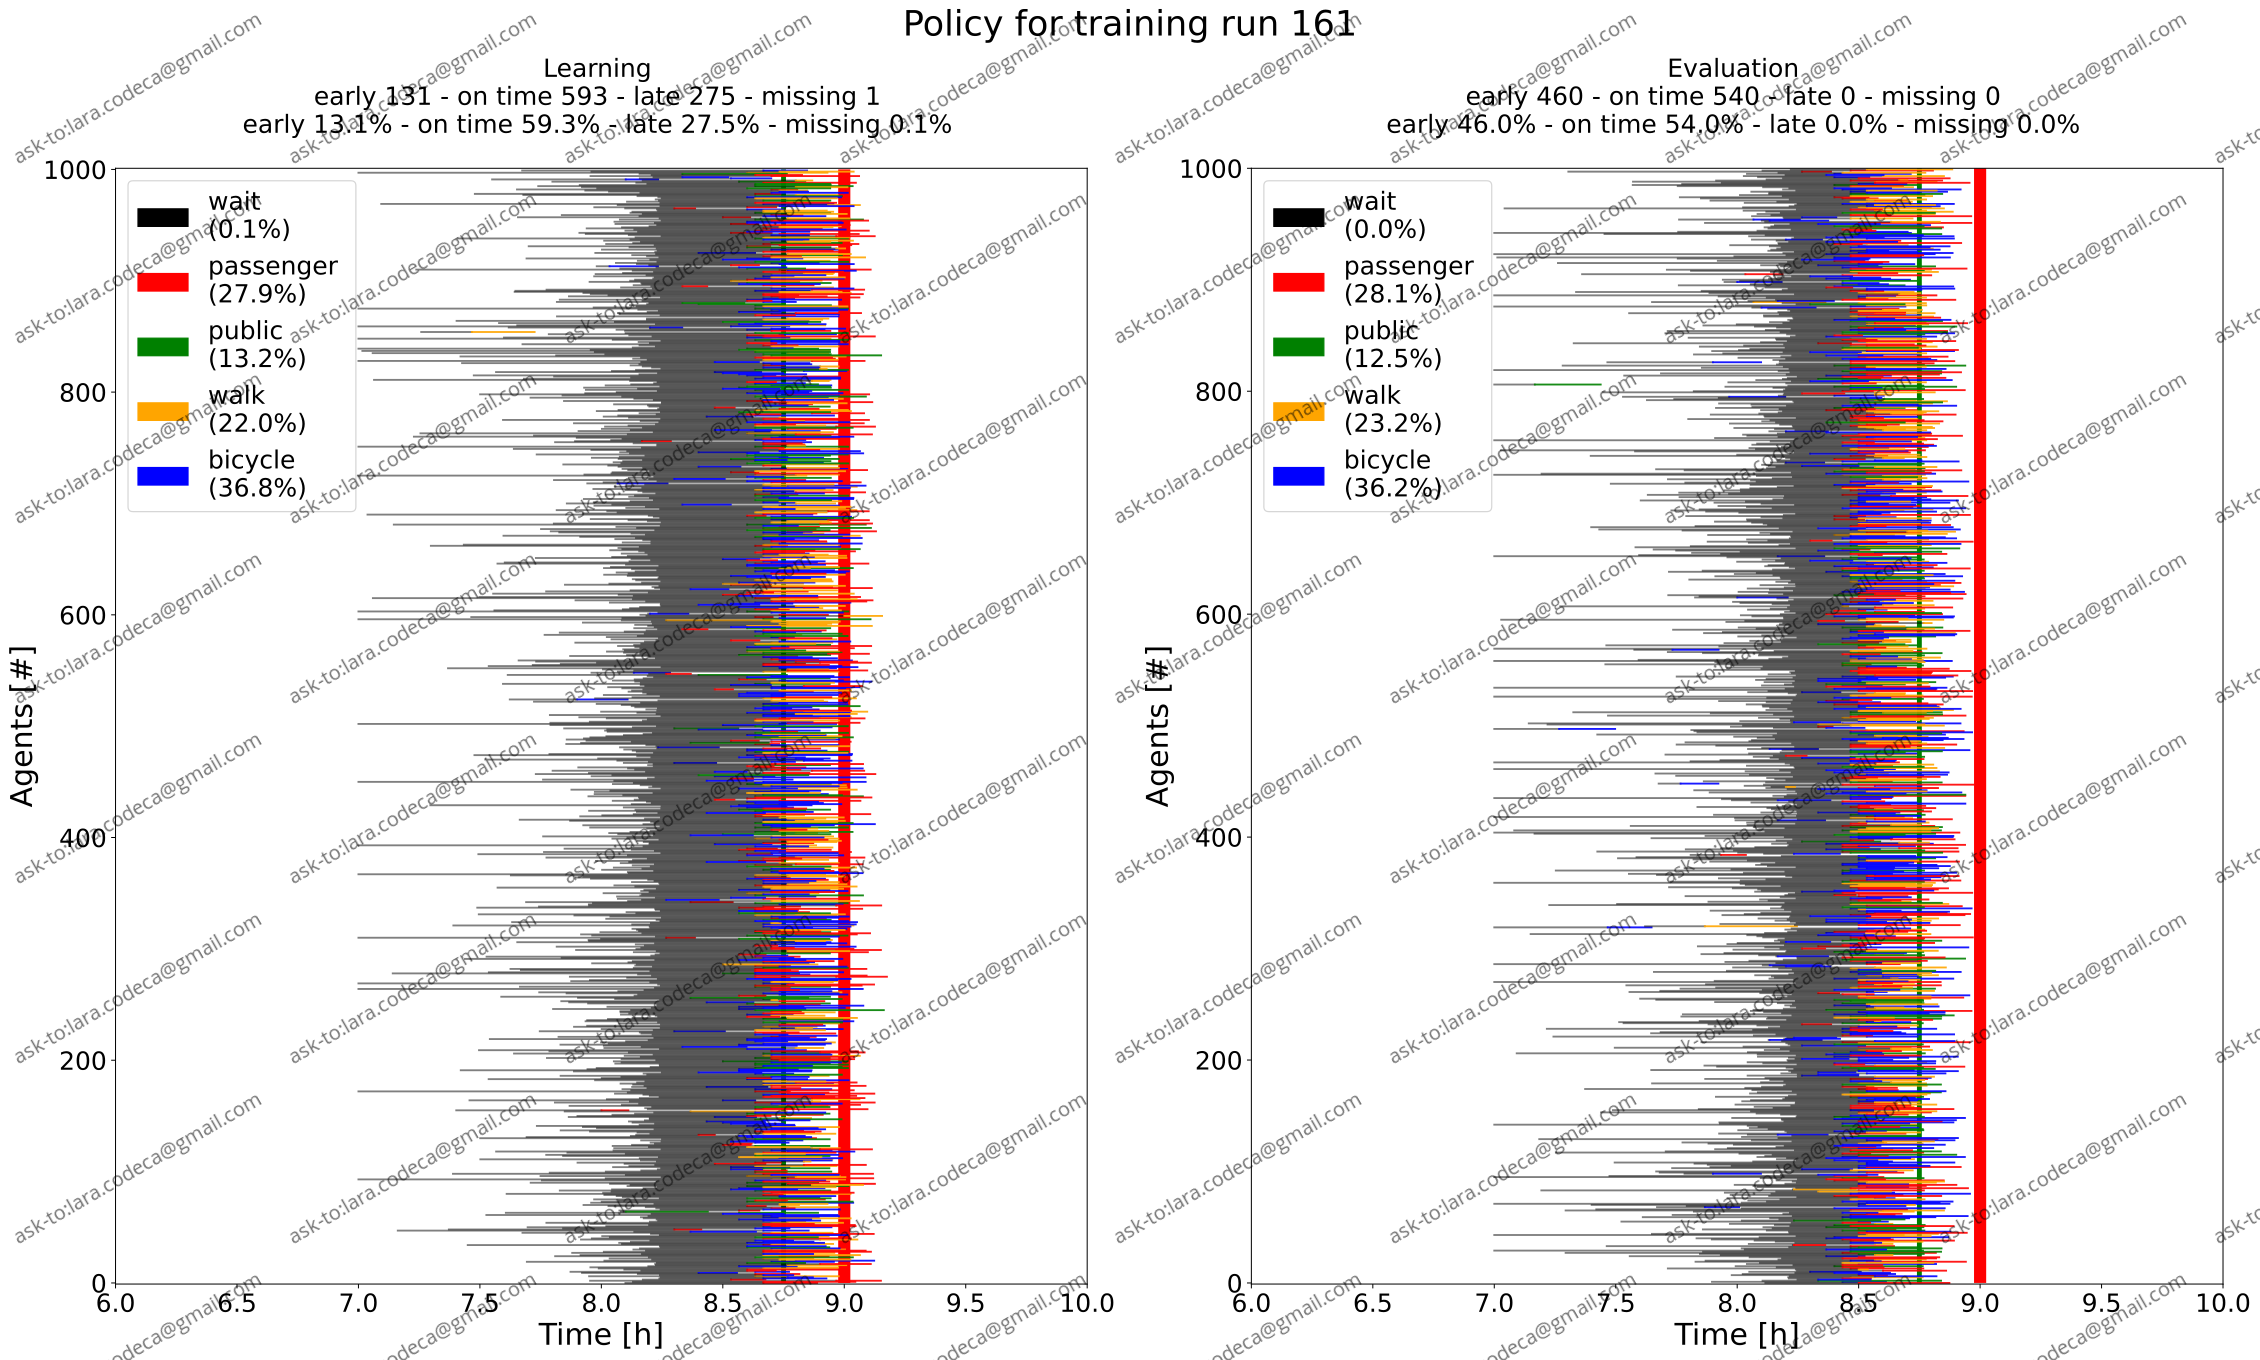 Policy for training run 161
Learning
early 131 - on time 593 - late 275 - missing 1
early 13.1% - on time 59.3% - late 27.5% - missing 0.1%
1000
800
600
400
200
0
Agents [#]
wait
(0.1%)
passenger
(27.9%)
public
(13.2%)
walk
(22.0%)
bicycle
(36.8%)
6.0 6.5 7.0 7.5 8.0 8.5 9.0 9.5 10.0
Time [h]
Evaluation
early 460 - on time 540 - late 0 - missing 0
early 46.0% - on time 54.0% - late 0.0% - missing 0.0%
1000
800
600
400
200
0
Agents [#]
wait
(0.0%)
passenger
(28.1%)
public
(12.5%)
walk
(23.2%)
bicycle
(36.2%)
6.0 6.5 7.0 7.5 8.0 8.5 9.0 9.5 10.0
Time [h]
ask-to:lara.codeca@gmail.com